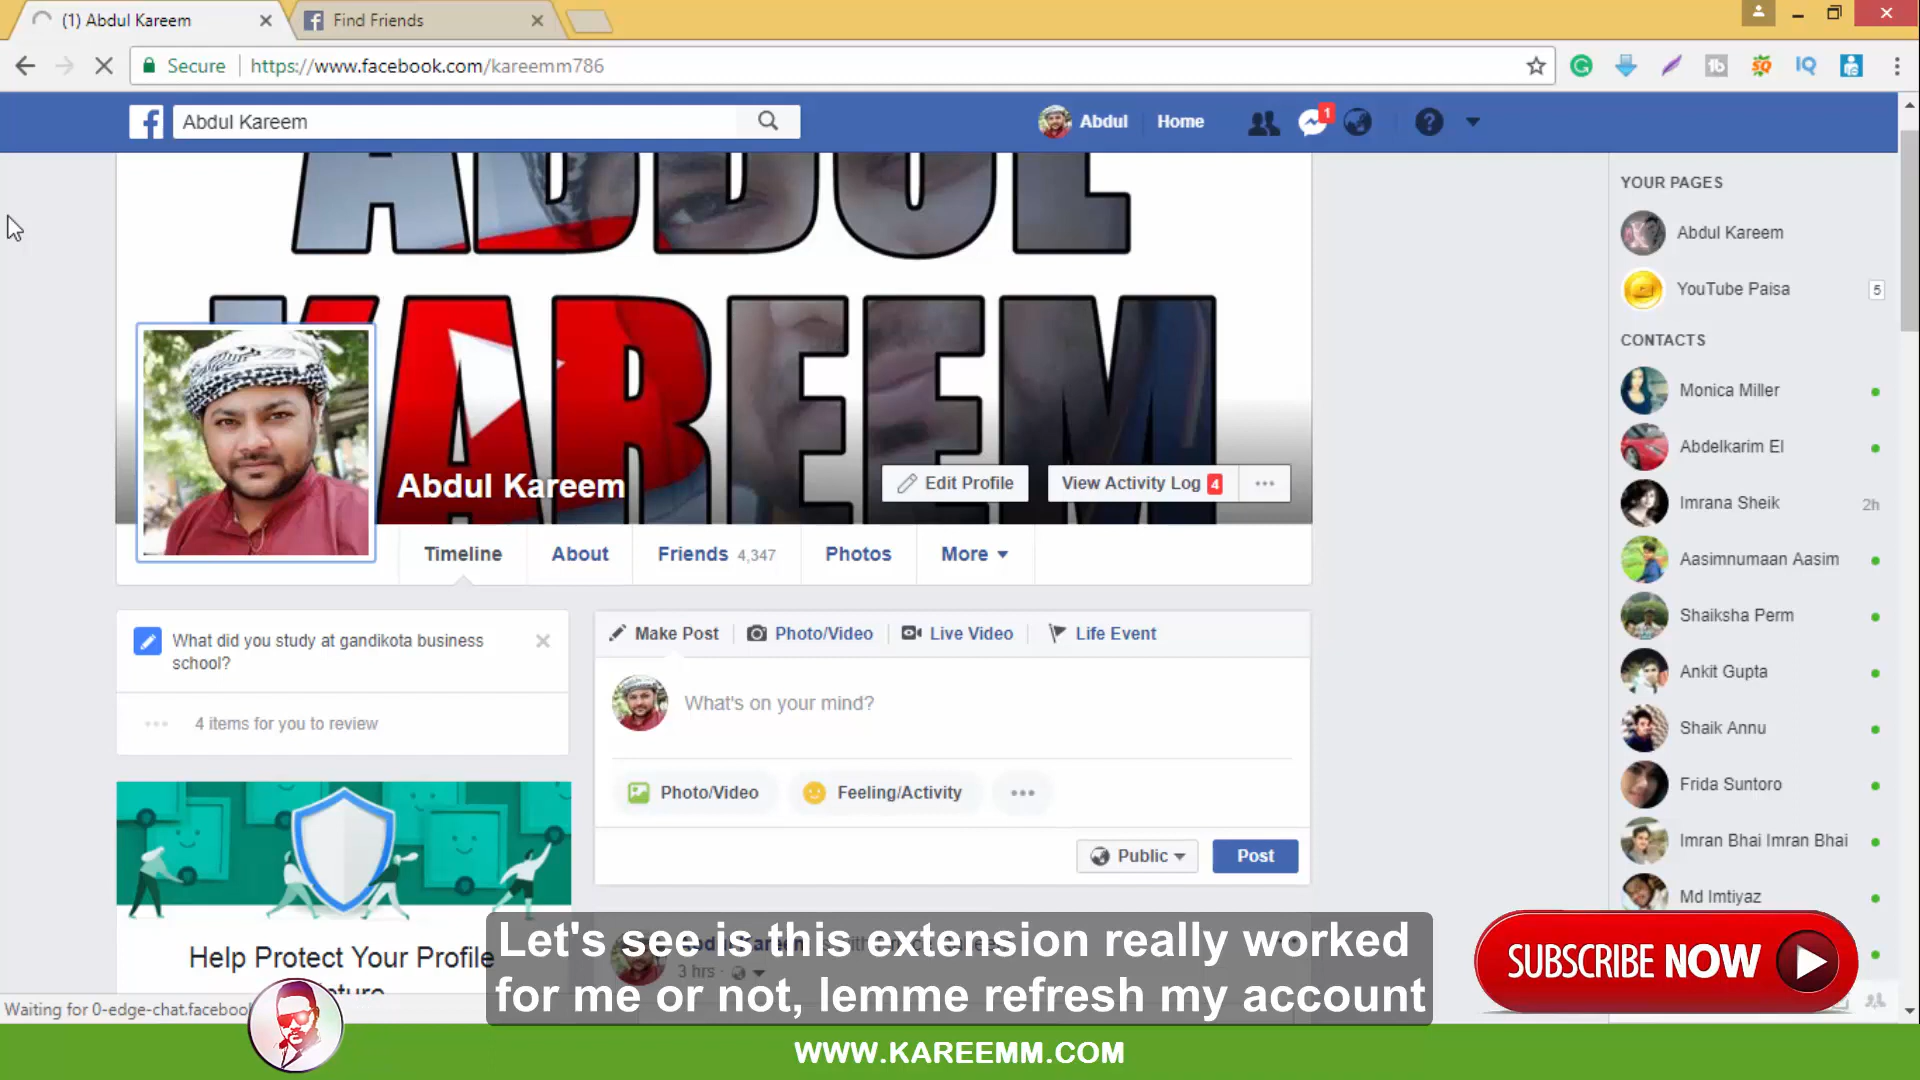 (1) Abdul Kareem
Find Friends
Secure
https://www.facebook.com/kareemm786
Abdul Kareem
Abdul
Home
1
ABDUL
KAREEM
Abdul Kareem
Edit Profile
View Activity Log 4
Timeline
About
Friends 4,347
Photos
More
What did you study at gandikota business
school?
4 items for you to review
Help Protect Your Profile
Make Post
Photo/Video
Live Video
Life Event
What's on your mind?
Photo/Video
Feeling/Activity
Public
Post
3 hrs
YOUR PAGES
Abdul Kareem
YouTube Paisa
5
CONTACTS
Monica Miller
Abdelkarim El
Imrana Sheik
2h
Aasimnumaan Aasim
Shaiksha Perm
Ankit Gupta
Shaik Annu
Frida Suntoro
Imran Bhai Imran Bhai
Md Imtiyaz
Let's see is this extension really worked
for me or not, lemme refresh my account
SUBSCRIBE NOW
Waiting for 0-edge-chat.facebook
WWW.KAREEMM.COM